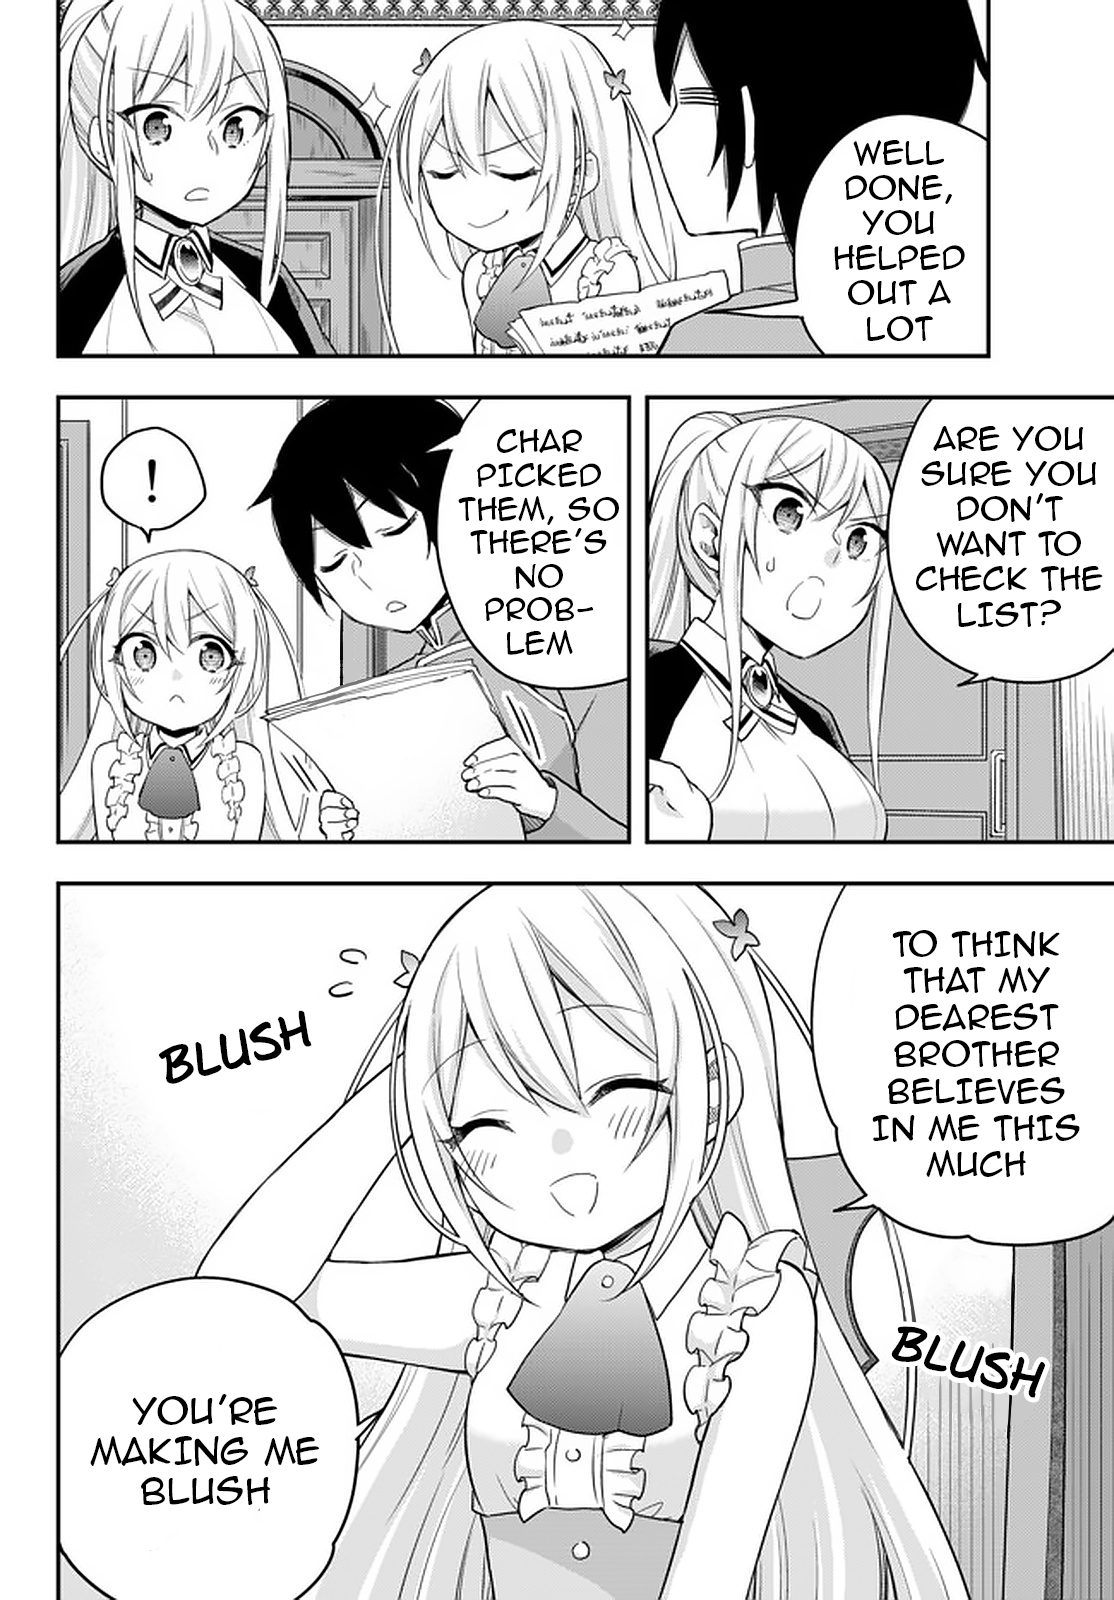 WELL
DONE,
YOU
HELPED
OUT A
LOT
ARE YOU
SURE YOU
DON'T
WANT TO
CHECK THE
LIST?
CHAR
PICKED
THEM, SO
THERE'S
NO
PROB-
LEM
!
TO THINK
THAT MY
DEAREST
BROTHER
BELIEVES
IN ME THIS
MUCH
BLUSH
BLUSH
YOU'RE
MAKING ME
BLUSH